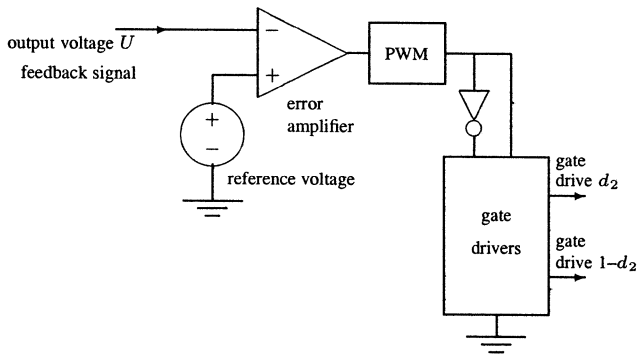 output voltage U
feedback signal
−
+
PWM
error
amplifier
+
−
reference voltage
gate
drive d₂
gate
drivers
gate
drive 1–d₂